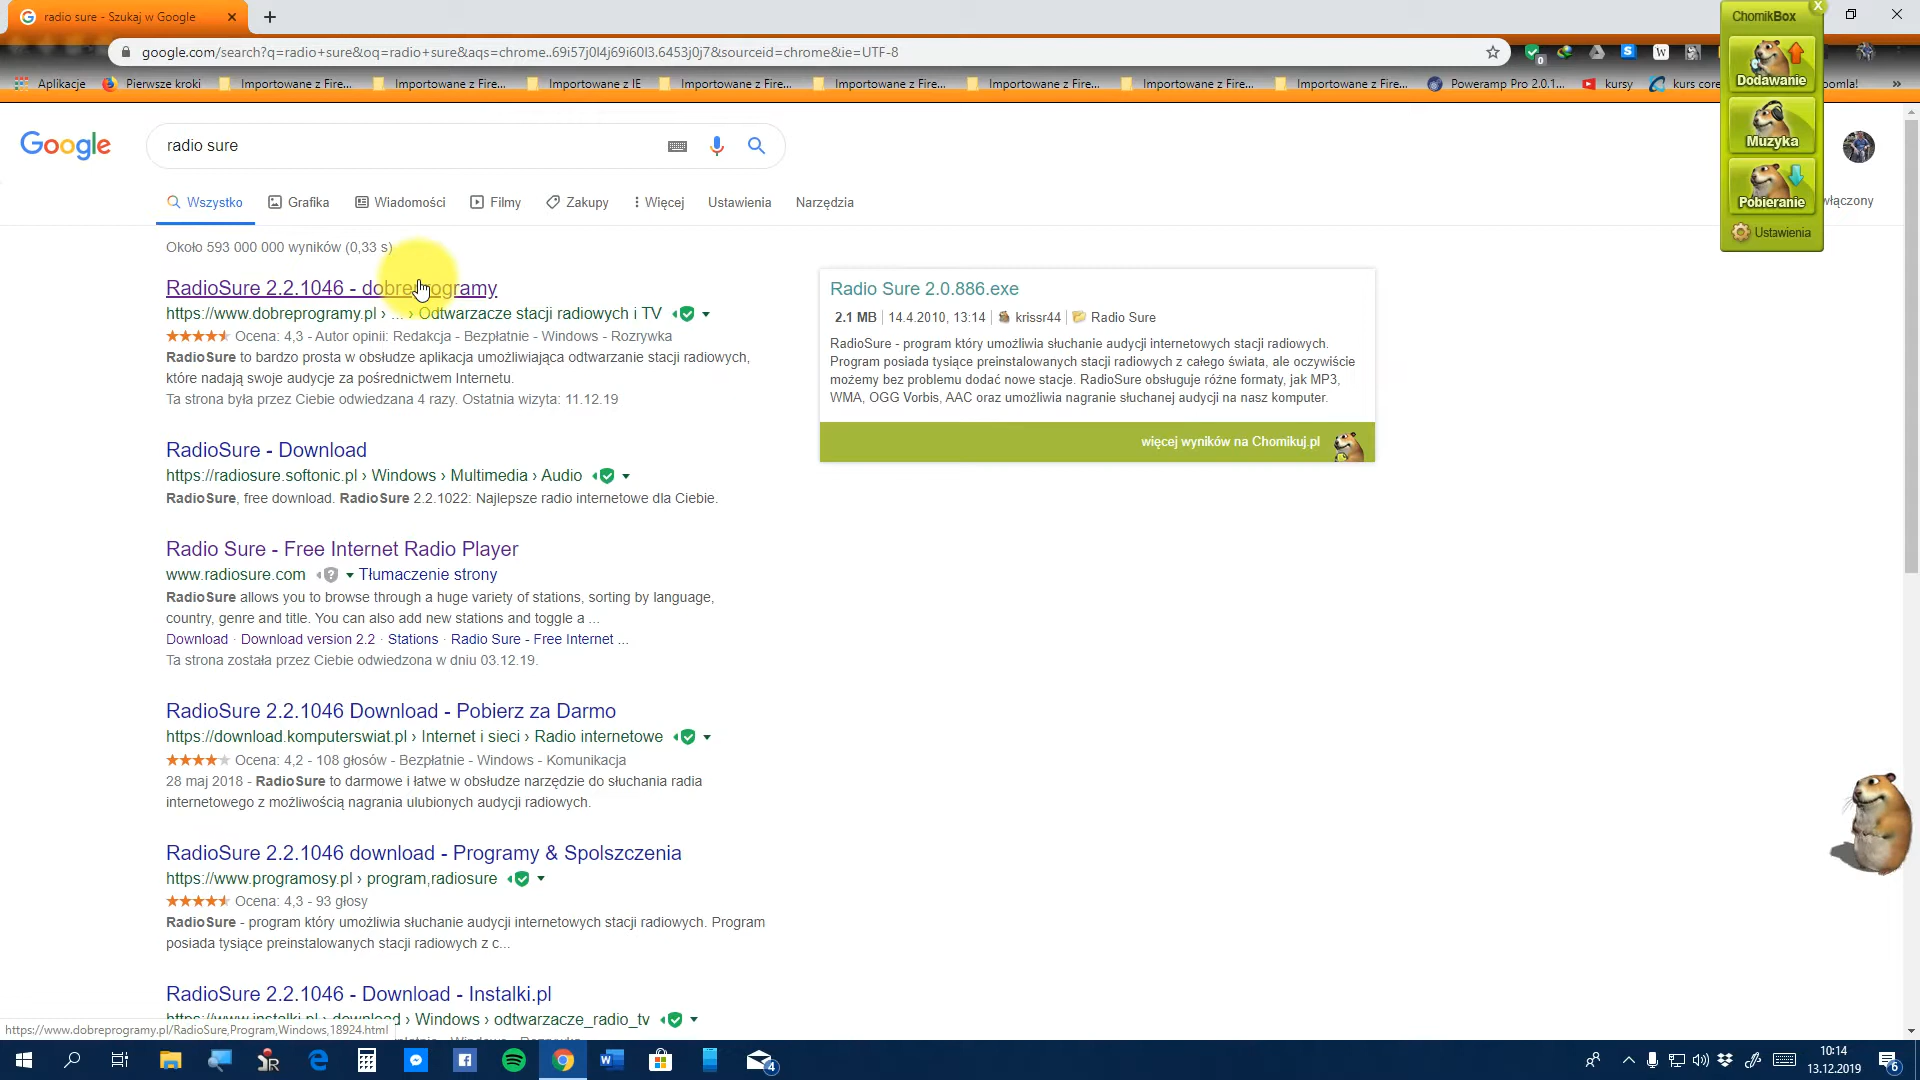 radio sure - Szukaj w Google
google.com/search?q=radio+sure&oq=radio+sure&aqs=chrome..69i57j0l4j69i60l3.6453j0j7&sourceid=chrome&ie=UTF-8
Aplikacje
Pierwsze kroki
Importowane z Fire...
Importowane z Fire...
Importowane z IE
Importowane z Fire...
Importowane z Fire...
Importowane z Fire...
Importowane z Fire...
Poweramp Pro 2.0.1...
kursy
kurs core
omla!
ChomikBox
Dodawanie
Muzyka
Pobieranie
Ustawienia
Google
radio sure
Wszystko
Grafika
Wiadomości
Filmy
Zakupy
Więcej
Ustawienia
Narzędzia
Około 593 000 000 wyników (0,33 s)
RadioSure 2.2.1046 - dobreprogramy
https://www.dobreprogramy.pl › ... › Odtwarzacze stacji radiowych i TV
Ocena: 4,3 - Autor opinii: Redakcja - Bezpłatnie - Windows - Rozrywka
RadioSure to bardzo prosta w obsłudze aplikacja umożliwiająca odtwarzanie stacji radiowych,
które nadają swoje audycje za pośrednictwem Internetu.
Ta strona była przez Ciebie odwiedzana 4 razy. Ostatnia wizyta: 11.12.19
RadioSure - Download
https://radiosure.softonic.pl › Windows › Multimedia › Audio
RadioSure, free download. RadioSure 2.2.1022: Najlepsze radio internetowe dla Ciebie.
Radio Sure - Free Internet Radio Player
www.radiosure.com Tłumaczenie strony
RadioSure allows you to browse through a huge variety of stations, sorting by language,
country, genre and title. You can also add new stations and toggle a ...
Download · Download version 2.2 · Stations · Radio Sure - Free Internet ...
Ta strona została przez Ciebie odwiedzona w dniu 03.12.19.
RadioSure 2.2.1046 Download - Pobierz za Darmo
https://download.komputerswiat.pl › Internet i sieci › Radio internetowe
Ocena: 4,2 - 108 głosów - Bezpłatnie - Windows - Komunikacja
28 maj 2018 - RadioSure to darmowe i łatwe w obsłudze narzędzie do słuchania radia
internetowego z możliwością nagrania ulubionych audycji radiowych.
RadioSure 2.2.1046 download - Programy & Spolszczenia
https://www.programosy.pl › program,radiosure
Ocena: 4,3 - 93 głosy
RadioSure - program który umożliwia słuchanie audycji internetowych stacji radiowych. Program
posiada tysiące preinstalowanych stacji radiowych z c...
RadioSure 2.2.1046 - Download - Instalki.pl
https://www.instalki.pl › download › Windows › odtwarzacze_radio_tv
Radio Sure 2.0.886.exe
2.1 MB | 14.4.2010, 13:14 | krissr44 | Radio Sure
RadioSure - program który umożliwia słuchanie audycji internetowych stacji radiowych.
Program posiada tysiące preinstalowanych stacji radiowych z całego świata, ale oczywiście
możemy bez problemu dodać nowe stacje. RadioSure obsługuje różne formaty, jak MP3,
WMA, OGG Vorbis, AAC oraz umożliwia nagranie słuchanej audycji na nasz komputer.
więcej wyników na Chomikuj.pl
włączony
https://www.dobreprogramy.pl/RadioSure,Program,Windows,18924.html
4
10:14
13.12.2019
6